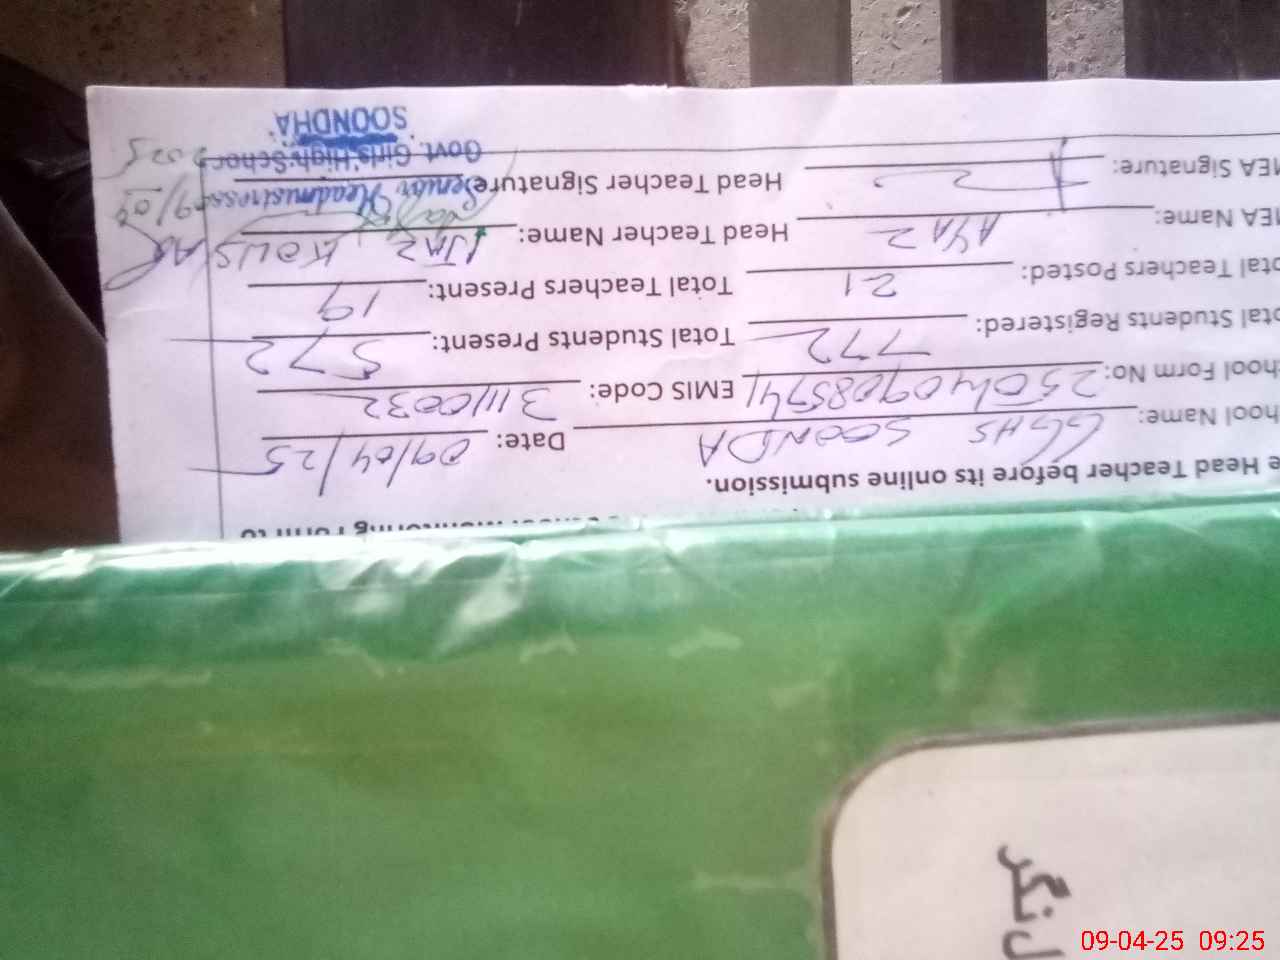 e Head Teacher before its online submission.
hool Name: GGHS SOONDA Date: 09/04/25
hool Form No: 250409085741 EMIS Code: 31110032
otal Students Registered: 772 Total Students Present: 572
otal Teachers Posted: 21 Total Teachers Present: 19
MEA Name: AYAZ Head Teacher Name: NAZ KOUSAR
MEA Signature: Head Teacher Signature
Senior Headmistress
Govt. Girls High School
SOONDHA
09-04-25 09:25